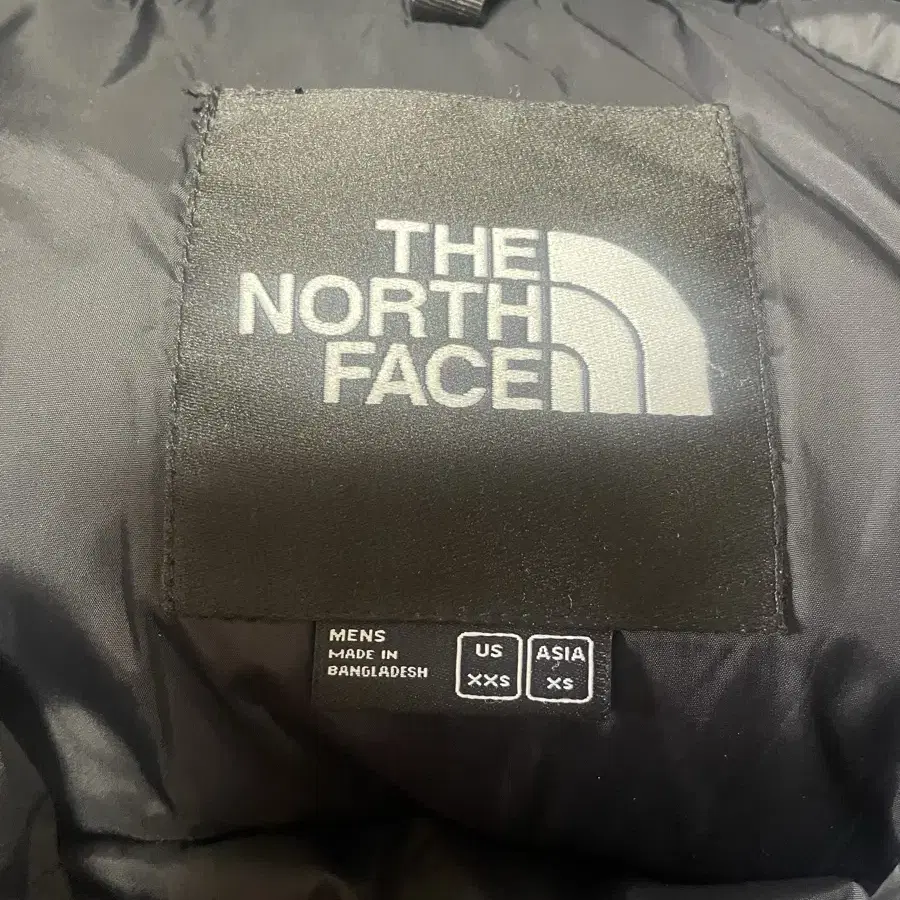 THE
NORTH
FACE
MENS
MADE IN
BANGLADESH
US
XXS
ASIA
XS